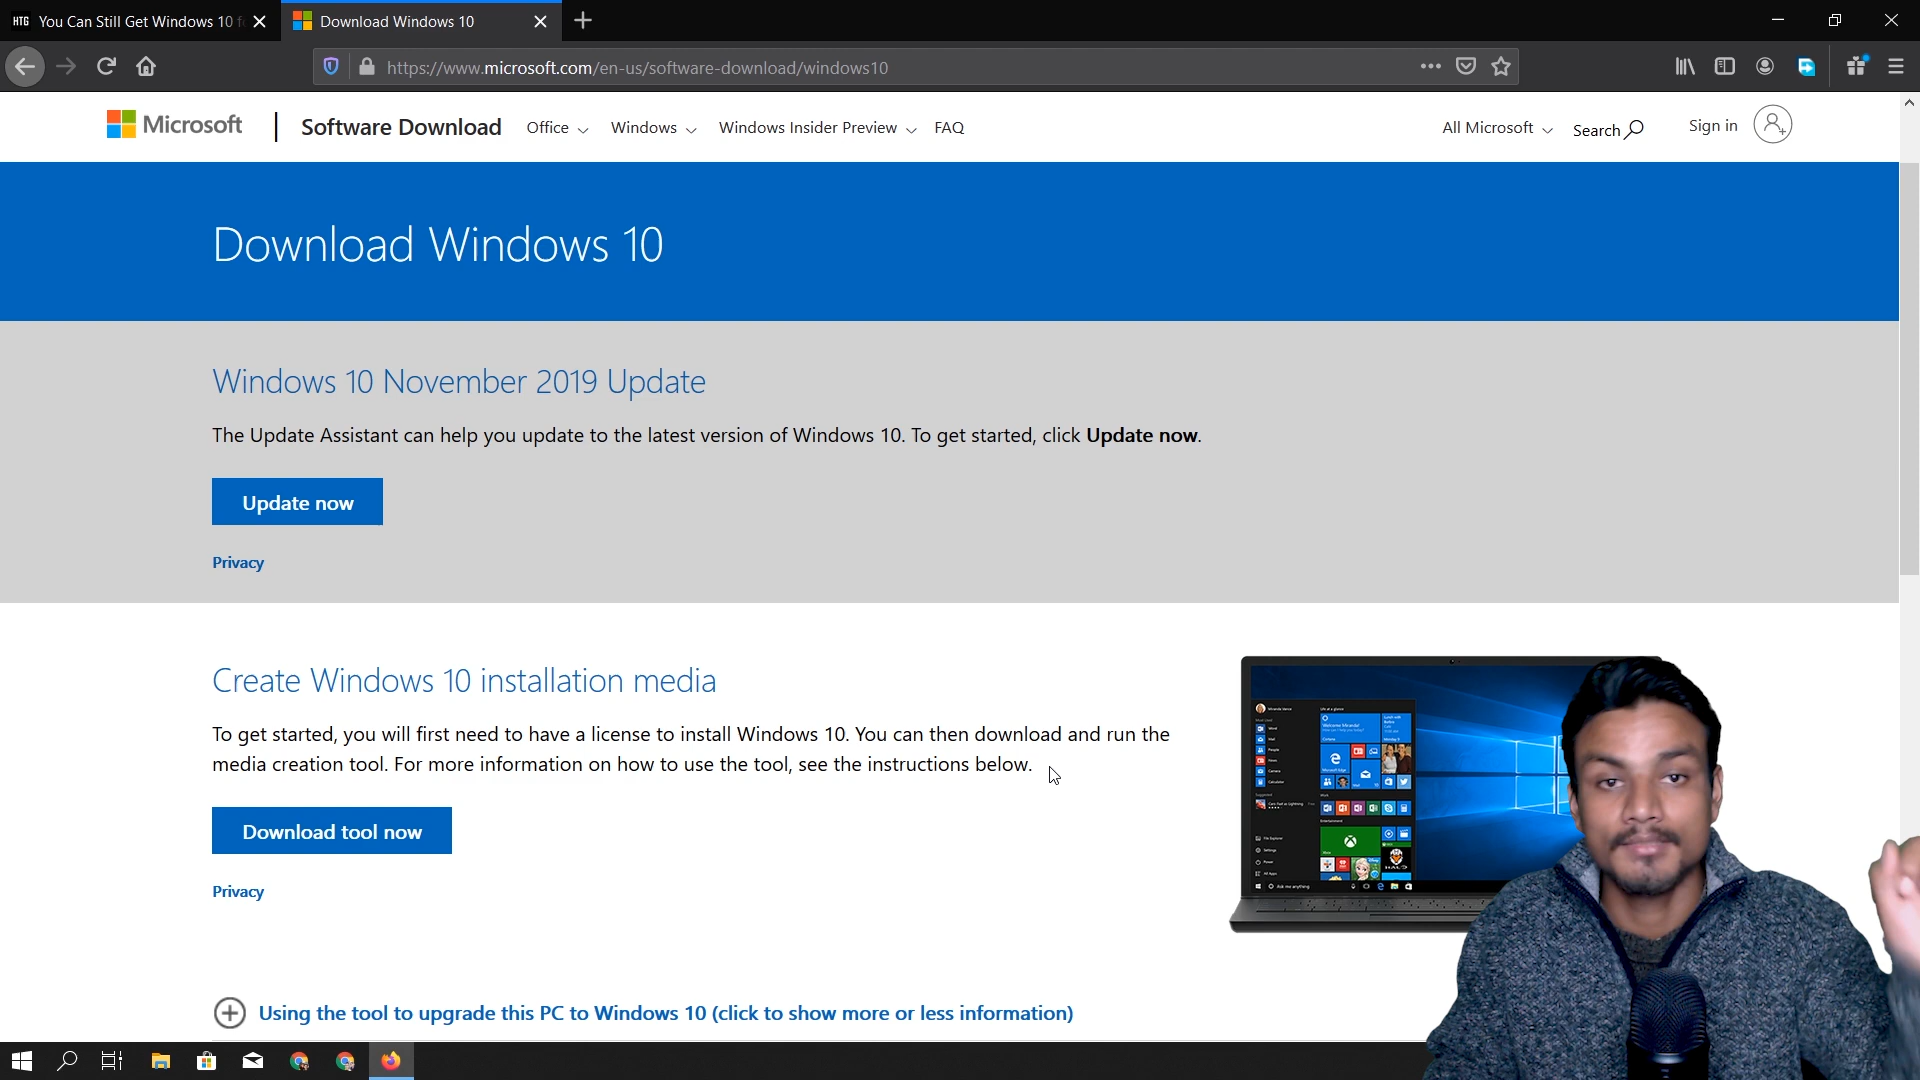 HTG You Can Still Get Windows 10 f
Download Windows 10
https://www.microsoft.com/en-us/software-download/windows10
Microsoft
Software Download
Office
Windows
Windows Insider Preview
FAQ
All Microsoft
Search
Sign in
Download Windows 10
Windows 10 November 2019 Update
The Update Assistant can help you update to the latest version of Windows 10. To get started, click Update now.
Update now
Privacy
Create Windows 10 installation media
To get started, you will first need to have a license to install Windows 10. You can then download and run the
media creation tool. For more information on how to use the tool, see the instructions below.
Download tool now
Privacy
Using the tool to upgrade this PC to Windows 10 (click to show more or less information)